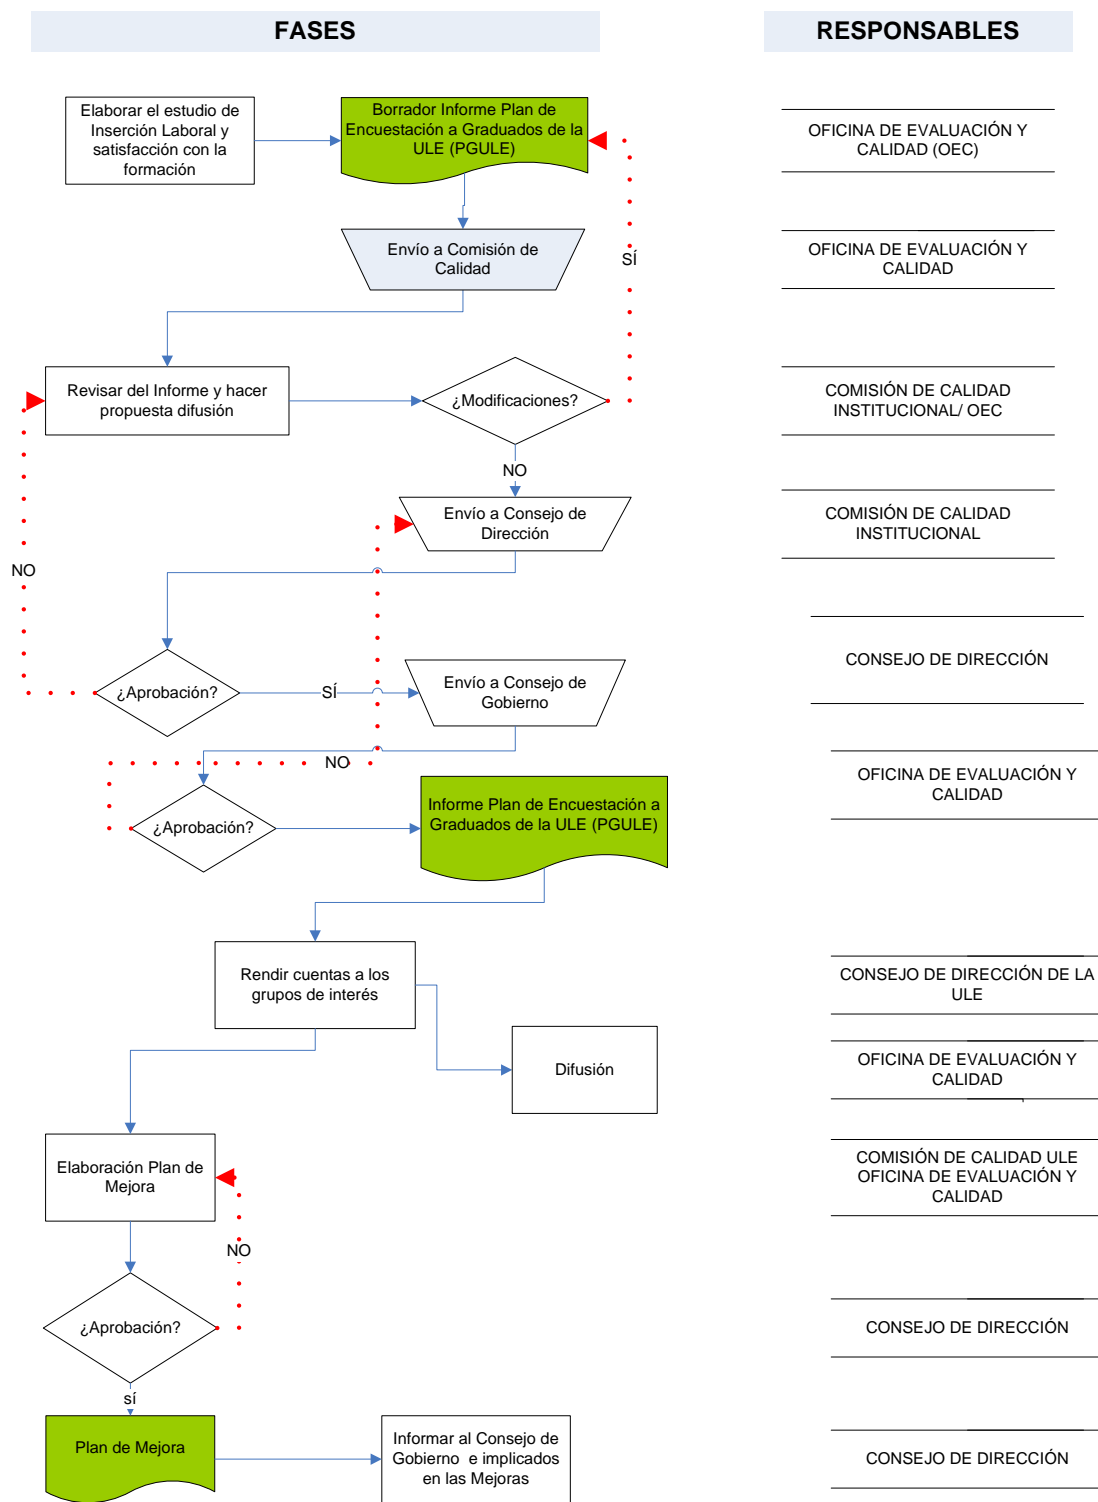 FASES
RESPONSABLES
Elaborar el estudio de
Inserción Laboral y
satisfacción con la
formación
Borrador Informe Plan de
Encuestación a Graduados de la
ULE (PGULE)
OFICINA DE EVALUACIÓN Y
CALIDAD (OEC)
Envío a Comisión de
Calidad
SÍ
OFICINA DE EVALUACIÓN Y
CALIDAD
Revisar del Informe y hacer
propuesta difusión
¿Modificaciones?
COMISIÓN DE CALIDAD
INSTITUCIONAL/ OEC
NO
Envío a Consejo de
Dirección
COMISIÓN DE CALIDAD
INSTITUCIONAL
NO
¿Aprobación?
SÍ
Envío a Consejo de
Gobierno
CONSEJO DE DIRECCIÓN
NO
¿Aprobación?
Informe Plan de Encuestación a
Graduados de la ULE (PGULE)
OFICINA DE EVALUACIÓN Y
CALIDAD
Rendir cuentas a los
grupos de interés
CONSEJO DE DIRECCIÓN DE LA
ULE
Difusión
OFICINA DE EVALUACIÓN Y
CALIDAD
Elaboración Plan de
Mejora
COMISIÓN DE CALIDAD ULE
OFICINA DE EVALUACIÓN Y
CALIDAD
NO
¿Aprobación?
CONSEJO DE DIRECCIÓN
sí
Plan de Mejora
Informar al Consejo de
Gobierno e implicados
en las Mejoras
CONSEJO DE DIRECCIÓN